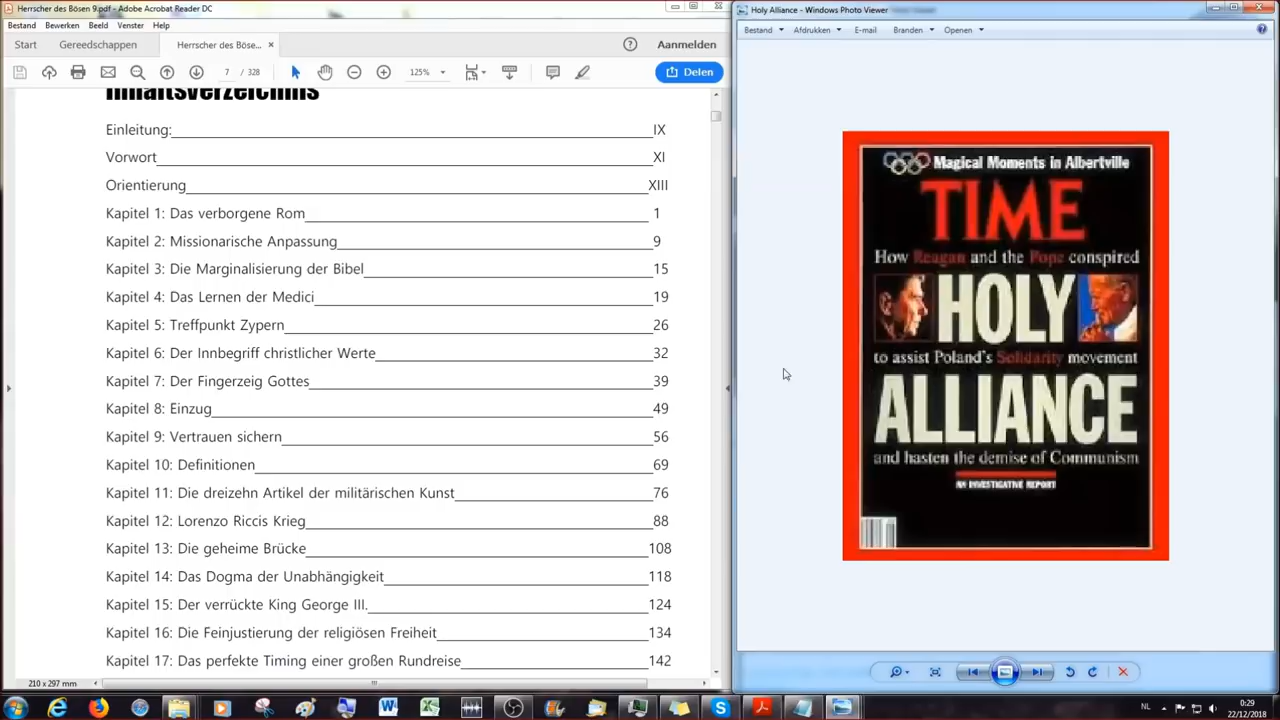 Herrscher des Bösen 9.pdf - Adobe Acrobat Reader DC
Bestand Bewerken Beeld Venster Help
Start Gereedschappen Herrscher des Böse... × Aanmelden
7 / 328 125% Delen
Inhaltsverzeichnis
Einleitung: IX
Vorwort XI
Orientierung XIII
Kapitel 1: Das verborgene Rom 1
Kapitel 2: Missionarische Anpassung 9
Kapitel 3: Die Marginalisierung der Bibel 15
Kapitel 4: Das Lernen der Medici 19
Kapitel 5: Treffpunkt Zypern 26
Kapitel 6: Der Innbegriff christlicher Werte 32
Kapitel 7: Der Fingerzeig Gottes 39
Kapitel 8: Einzug 49
Kapitel 9: Vertrauen sichern 56
Kapitel 10: Definitionen 69
Kapitel 11: Die dreizehn Artikel der militärischen Kunst 76
Kapitel 12: Lorenzo Riccis Krieg 88
Kapitel 13: Die geheime Brücke 108
Kapitel 14: Das Dogma der Unabhängigkeit 118
Kapitel 15: Der verrückte King George III. 124
Kapitel 16: Die Feinjustierung der religiösen Freiheit 134
Kapitel 17: Das perfekte Timing einer großen Rundreise 142
210 x 297 mm
Holy Alliance - Windows Photo Viewer
Bestand Afdrukken E-mail Branden Openen
Magical Moments in Albertville
TIME
How Reagan and the Pope conspired
HOLY
to assist Poland's Solidarity movement
ALLIANCE
and hasten the demise of Communism
AN INVESTIGATIVE REPORT
NL 0:29
22/12/2018